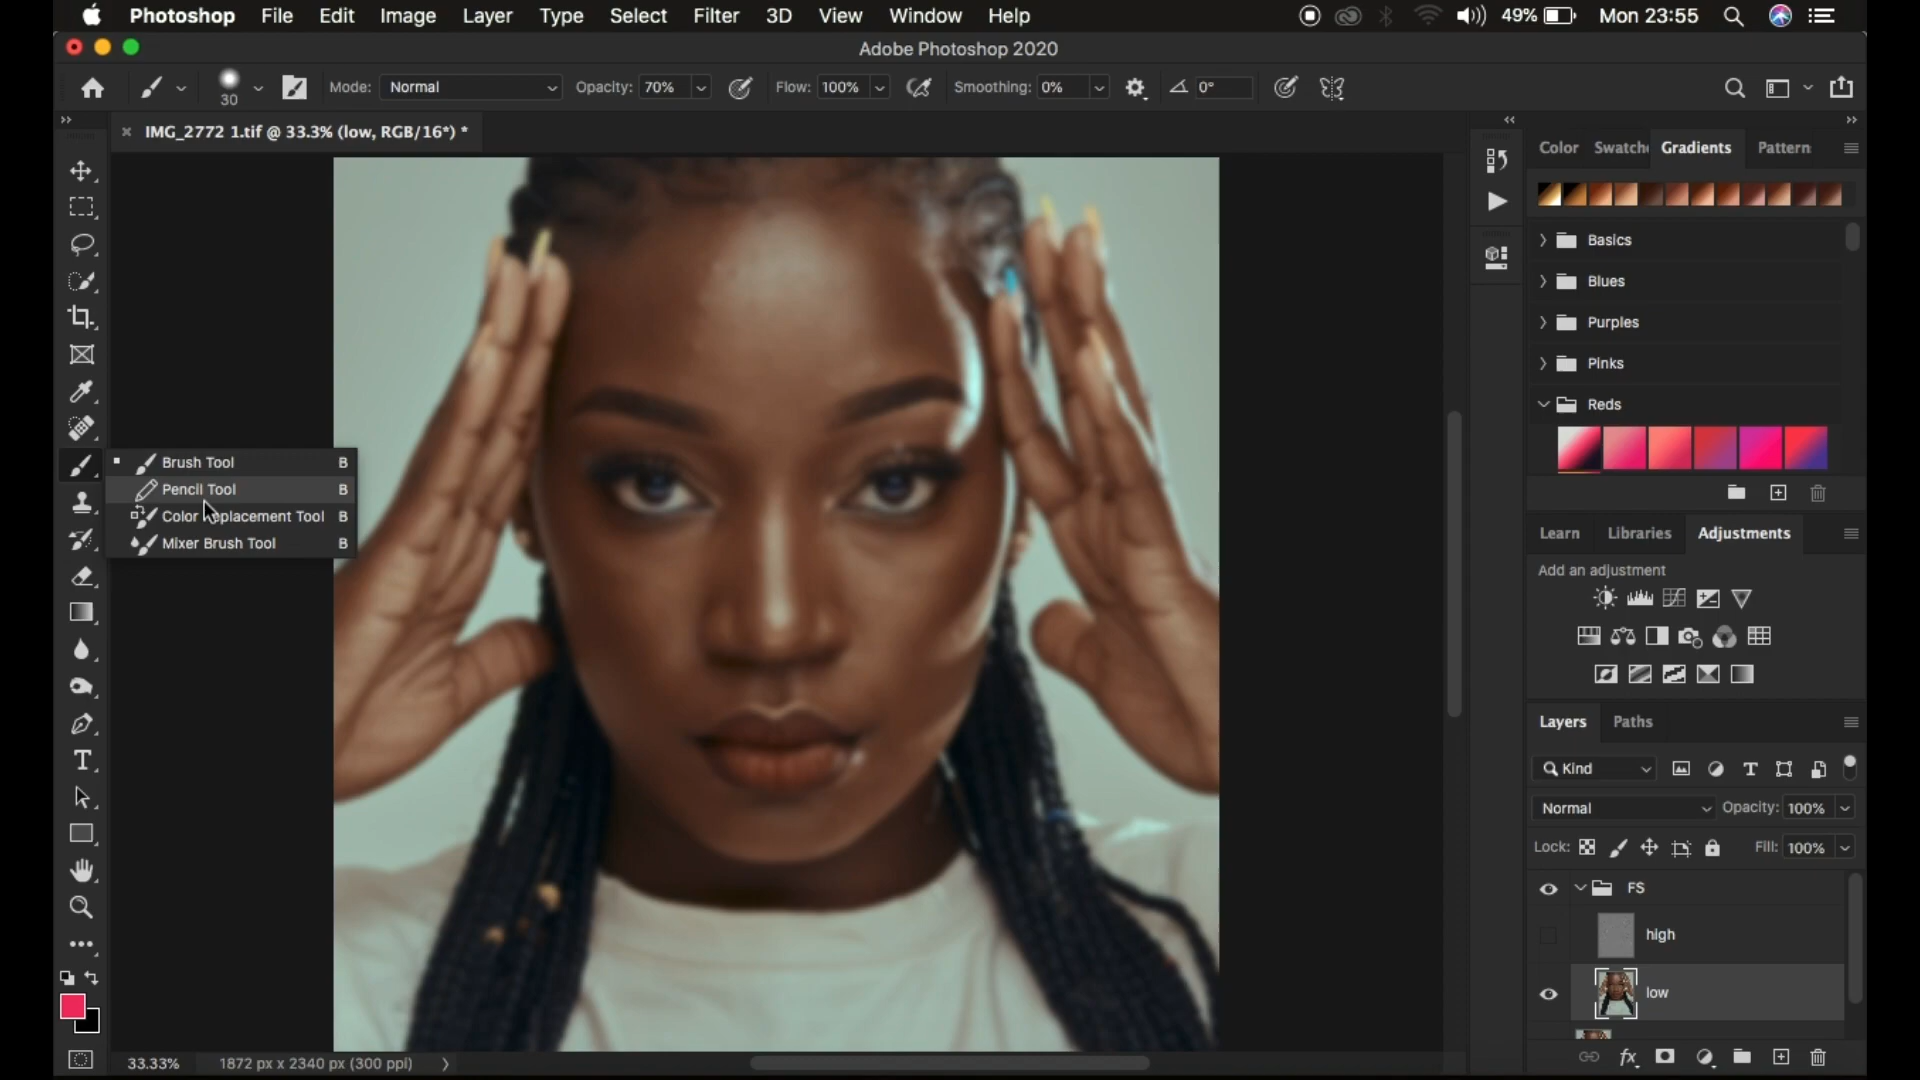 Photoshop File Edit Image Layer Type Select Filter 3D View Window Help 49% Mon 23:55
Adobe Photoshop 2020
30 Mode: Normal Opacity: 70% Flow: 100% Smoothing: 0% 0°
IMG_2772 1.tif @ 33.3% (low, RGB/16*) *
Color Swatche Gradients Pattern
Basics
Blues
Purples
Pinks
Reds
Brush Tool B
Pencil Tool B
Color Replacement Tool B
Mixer Brush Tool B
Learn Libraries Adjustments
Add an adjustment
Layers Paths
Kind
Normal Opacity: 100%
Lock: Fill: 100%
FS
high
low
33.33% 1872 px x 2340 px (300 ppi)